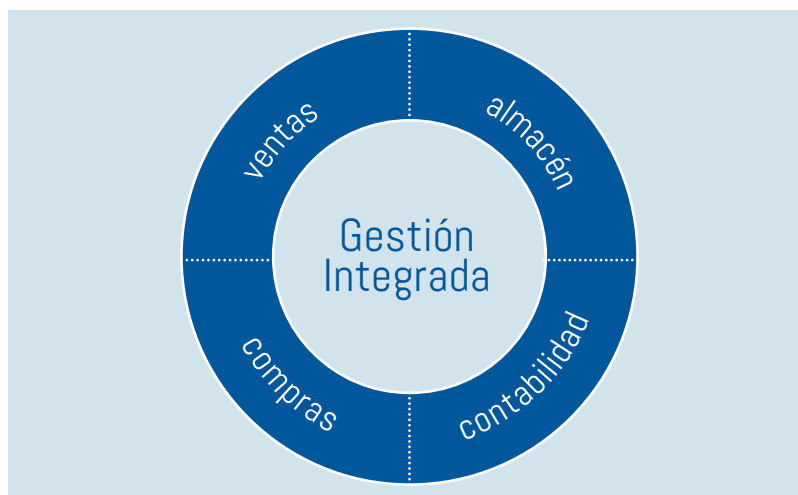 ventas
almacén
Gestión
Integrada
compras
contabilidad